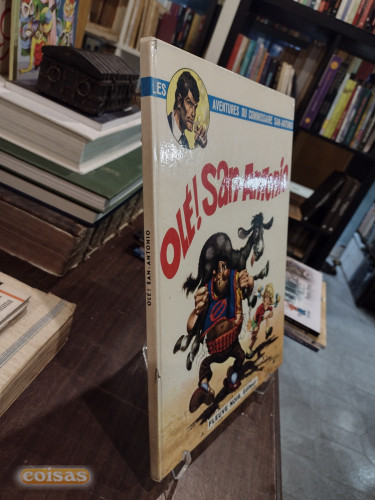 LES
AVENTURES DU COMMISSAIRE SAN-ANTONIO
OLÉ! San-Antonio
FLEUVE NOIR
OLÉ! SAN-ANTONIO
coisas